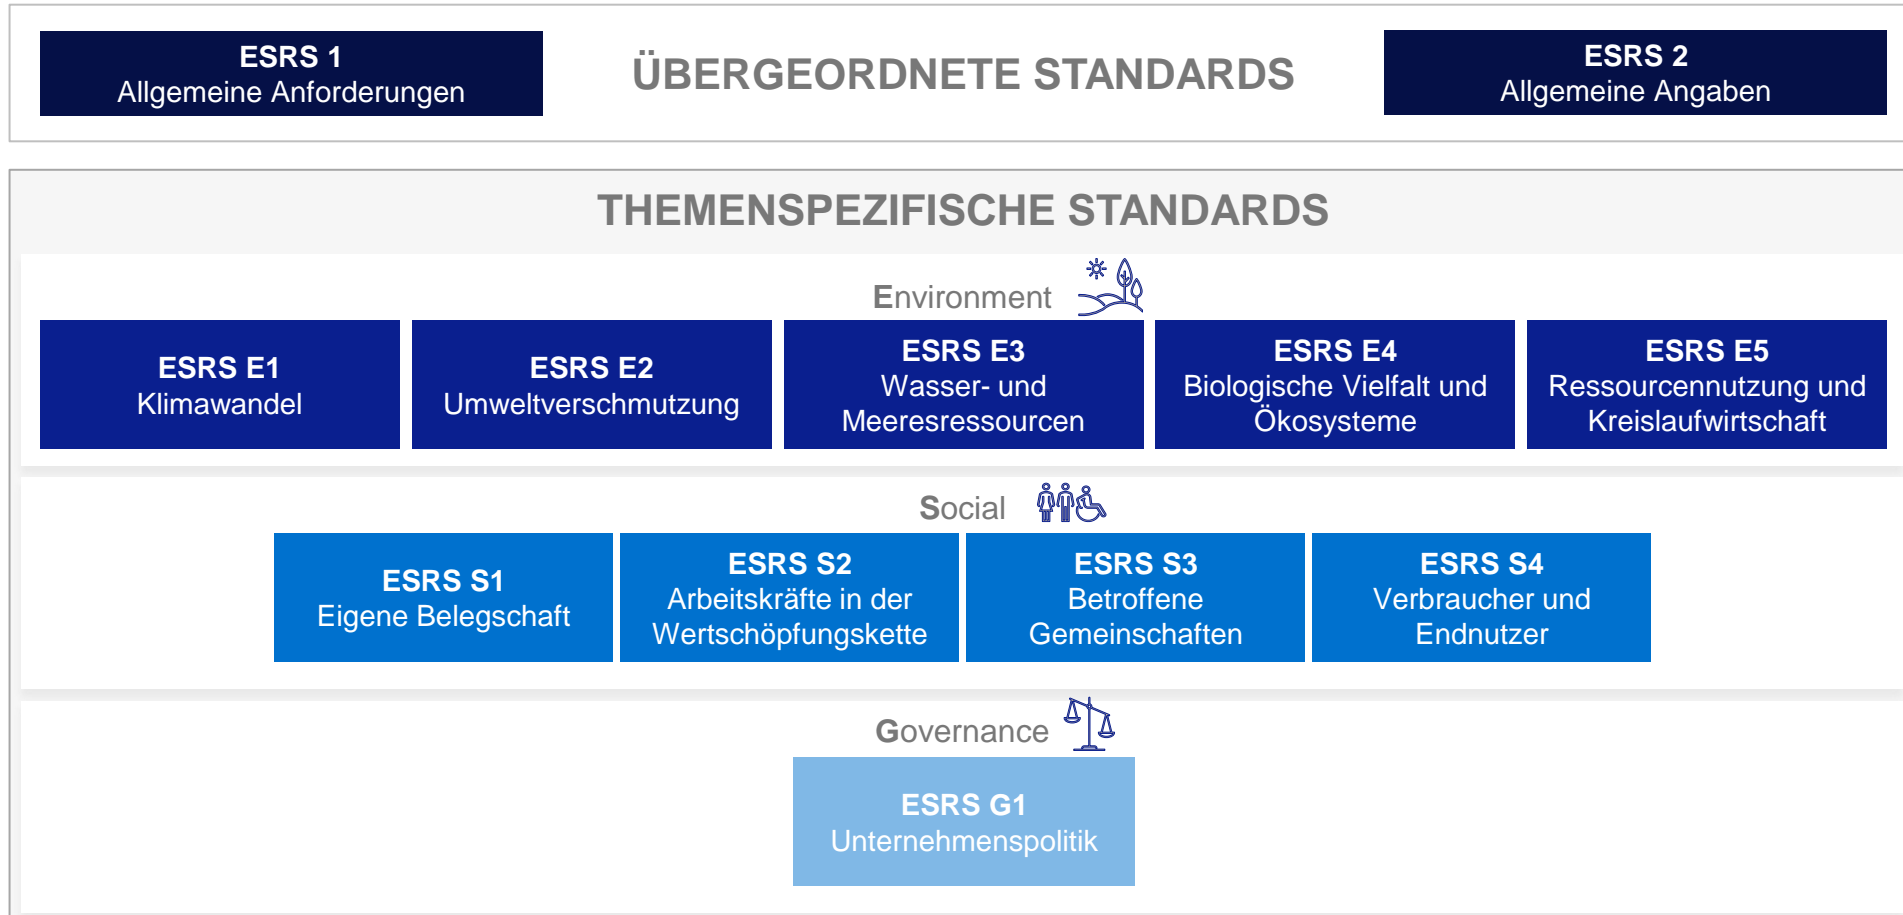 ESRS 1
Allgemeine Anforderungen
ÜBERGEORDNETE STANDARDS
ESRS 2
Allgemeine Angaben
THEMENSPEZIFISCHE STANDARDS
Environment
ESRS E1
Klimawandel
ESRS E2
Umweltverschmutzung
ESRS E3
Wasser- und
Meeresressourcen
ESRS E4
Biologische Vielfalt und
Ökosysteme
ESRS E5
Ressourcennutzung und
Kreislaufwirtschaft
Social
ESRS S1
Eigene Belegschaft
ESRS S2
Arbeitskräfte in der
Wertschöpfungskette
ESRS S3
Betroffene
Gemeinschaften
ESRS S4
Verbraucher und
Endnutzer
Governance
ESRS G1
Unternehmenspolitik